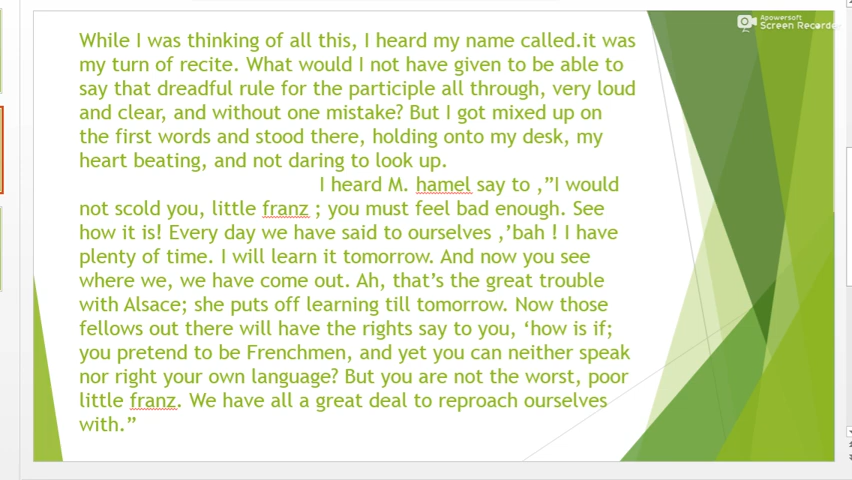 While I was thinking of all this, I heard my name called.it was
my turn of recite. What would I not have given to be able to
say that dreadful rule for the participle all through, very loud
and clear, and without one mistake? But I got mixed up on
the first words and stood there, holding onto my desk, my
heart beating, and not daring to look up.
I heard M. hamel say to ,”I would
not scold you, little franz ; you must feel bad enough. See
how it is! Every day we have said to ourselves ,’bah ! I have
plenty of time. I will learn it tomorrow. And now you see
where we, we have come out. Ah, that’s the great trouble
with Alsace; she puts off learning till tomorrow. Now those
fellows out there will have the rights say to you, ‘how is if;
you pretend to be Frenchmen, and yet you can neither speak
nor right your own language? But you are not the worst, poor
little franz. We have all a great deal to reproach ourselves
with.”
Apowersoft
Screen Recorder